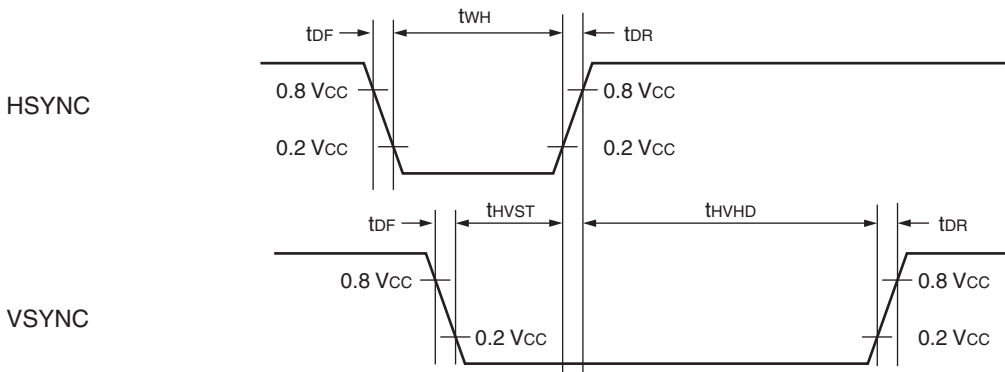 tWH
tDF
tDR
0.8 VCC
0.8 VCC
HSYNC
0.2 VCC
0.2 VCC
tHVST
tHVHD
tDF
tDR
0.8 VCC
0.8 VCC
VSYNC
0.2 VCC
0.2 VCC